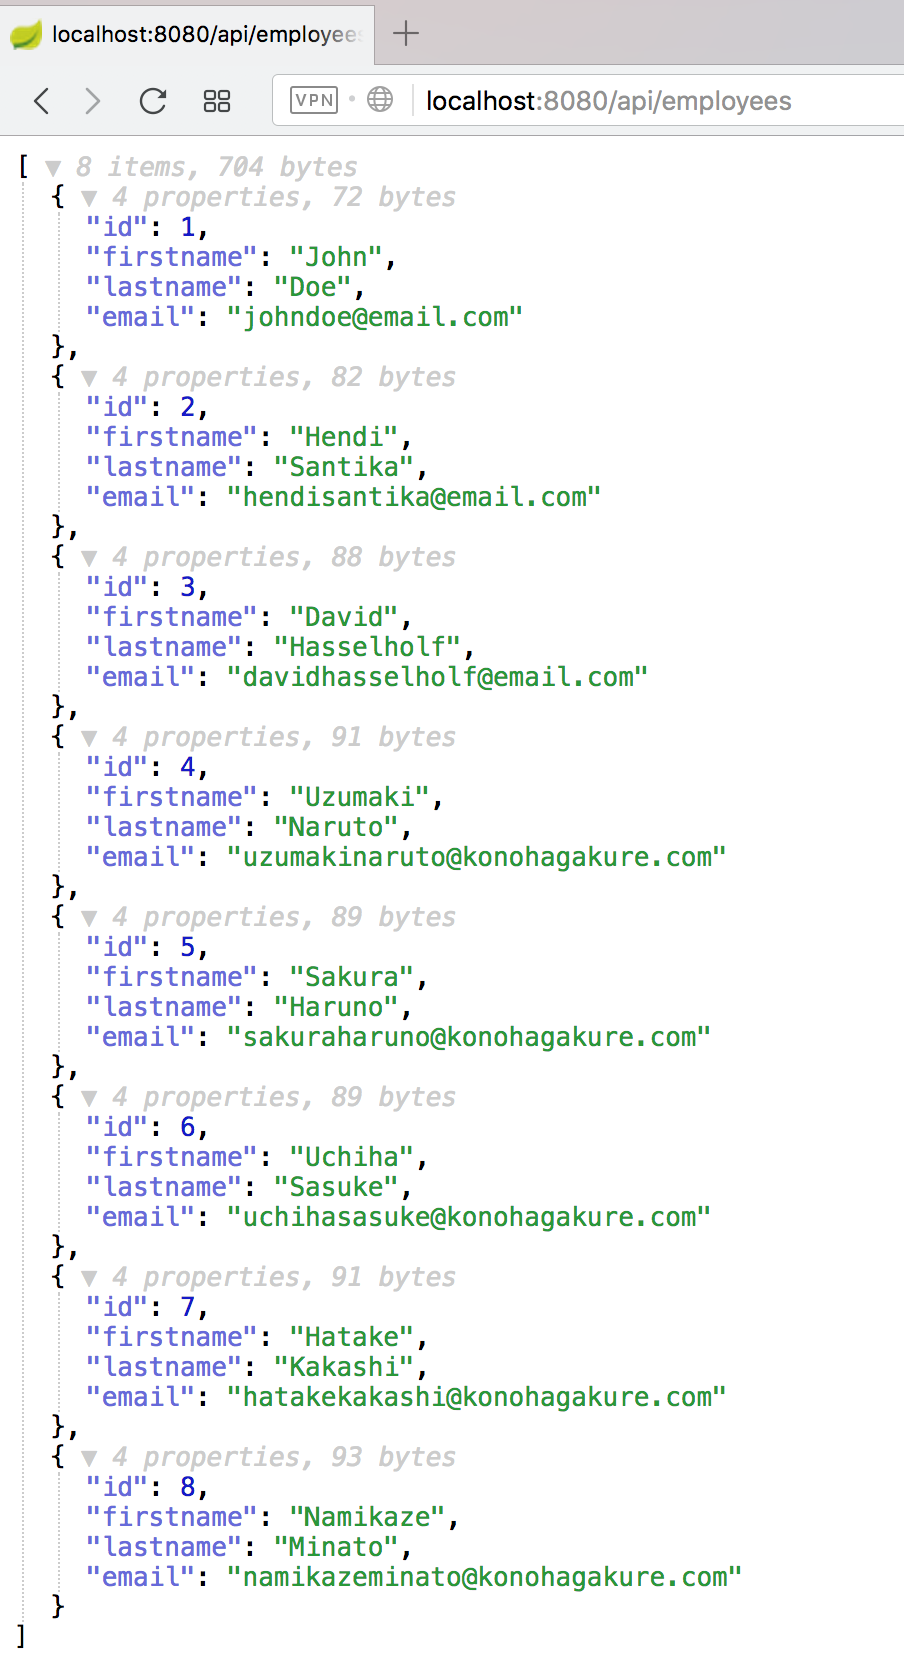 localhost:8080/api/employees
VPN localhost:8080/api/employees
[ ▼ 8 items, 704 bytes
{ ▼ 4 properties, 72 bytes
"id": 1,
"firstname": "John",
"lastname": "Doe",
"email": "johndoe@email.com"
},
{ ▼ 4 properties, 82 bytes
"id": 2,
"firstname": "Hendi",
"lastname": "Santika",
"email": "hendisantika@email.com"
},
{ ▼ 4 properties, 88 bytes
"id": 3,
"firstname": "David",
"lastname": "Hasselholf",
"email": "davidhasselholf@email.com"
},
{ ▼ 4 properties, 91 bytes
"id": 4,
"firstname": "Uzumaki",
"lastname": "Naruto",
"email": "uzumakinaruto@konohagakure.com"
},
{ ▼ 4 properties, 89 bytes
"id": 5,
"firstname": "Sakura",
"lastname": "Haruno",
"email": "sakuraharuno@konohagakure.com"
},
{ ▼ 4 properties, 89 bytes
"id": 6,
"firstname": "Uchiha",
"lastname": "Sasuke",
"email": "uchihasasuke@konohagakure.com"
},
{ ▼ 4 properties, 91 bytes
"id": 7,
"firstname": "Hatake",
"lastname": "Kakashi",
"email": "hatakekakashi@konohagakure.com"
},
{ ▼ 4 properties, 93 bytes
"id": 8,
"firstname": "Namikaze",
"lastname": "Minato",
"email": "namikazeminato@konohagakure.com"
}
]